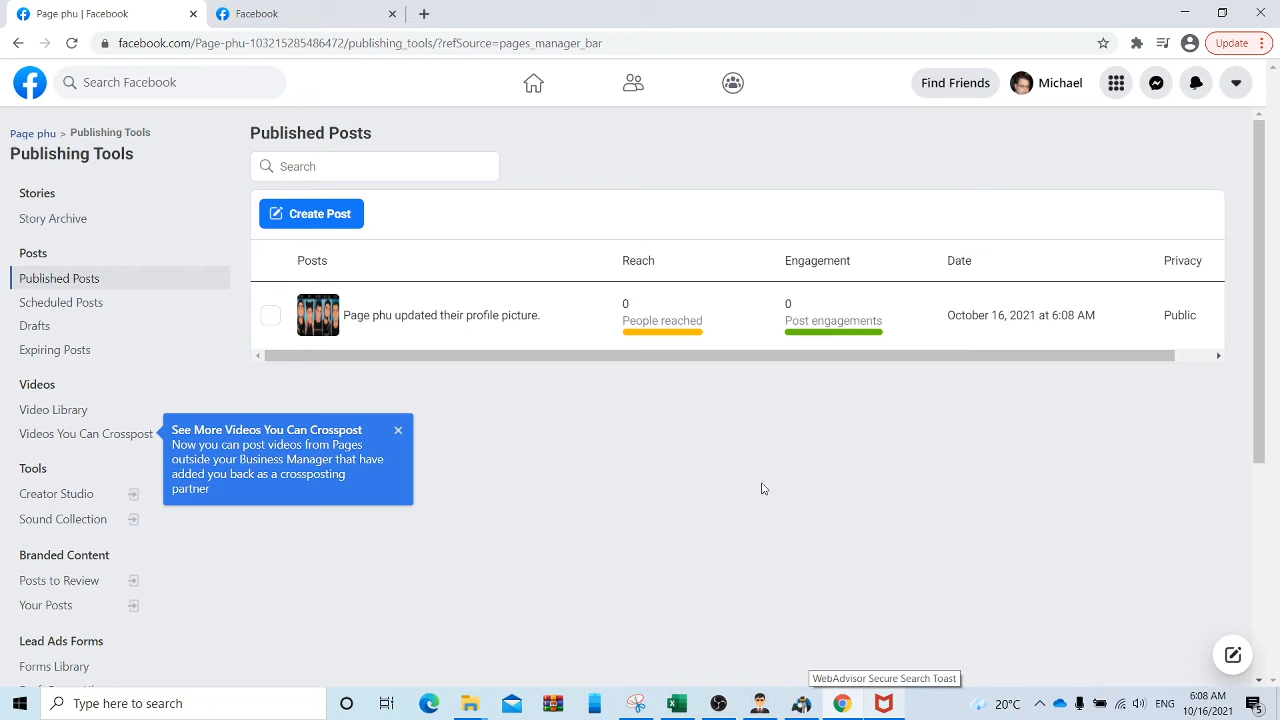 Page phu | Facebook
Facebook
facebook.com/Page-phu-103215285486472/publishing_tools/?refSource=pages_manager_bar
Update
Search Facebook
Find Friends
Michael
Page phu > Publishing Tools
Publishing Tools
Stories
Story Archive
Posts
Published Posts
Scheduled Posts
Drafts
Expiring Posts
Videos
Video Library
Videos You Can Crosspost
See More Videos You Can Crosspost
Now you can post videos from Pages
outside your Business Manager that have
added you back as a crossposting
partner
Tools
Creator Studio
Sound Collection
Branded Content
Posts to Review
Your Posts
Lead Ads Forms
Forms Library
Published Posts
Search
Create Post
Posts Reach Engagement Date Privacy
Page phu updated their profile picture.
0
People reached
0
Post engagements
October 16, 2021 at 6:08 AM
Public
WebAdvisor Secure Search Toast
Type here to search
20°C
6:08 AM
10/16/2021